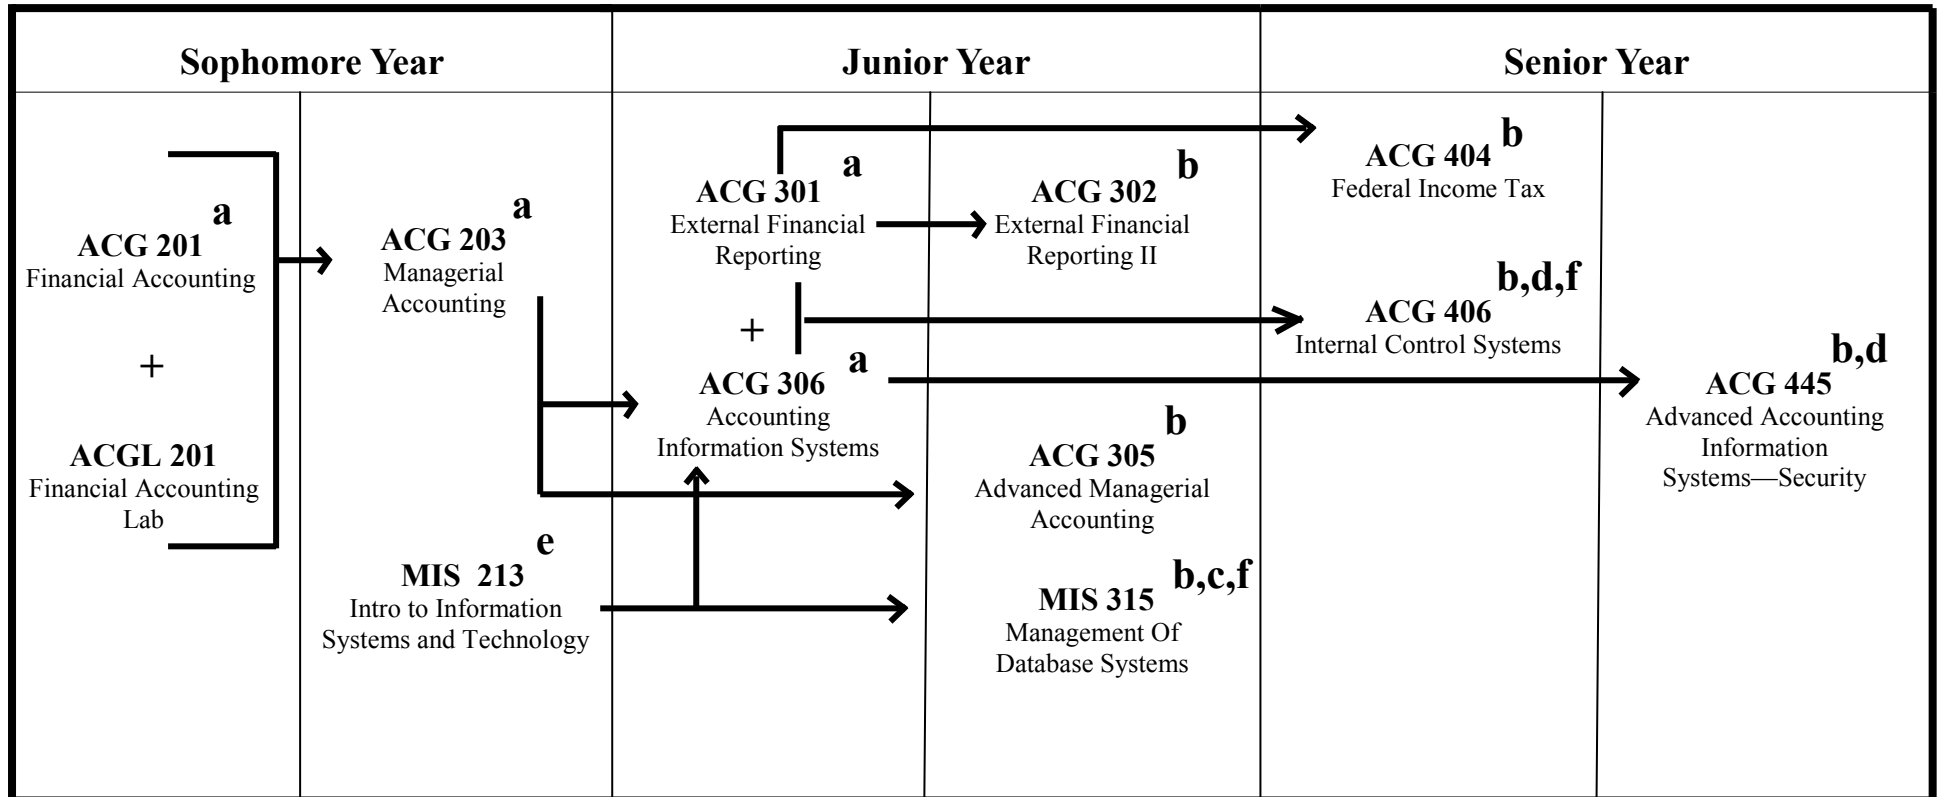 Sophomore Year
Junior Year
Senior Year
a
ACG 201
Financial Accounting
+
ACGL 201
Financial Accounting
Lab
a
ACG 203
Managerial
Accounting
e
MIS  213
Intro to Information
Systems and Technology
a
ACG 301
External Financial
Reporting
+
a
ACG 306
Accounting
Information Systems
b
ACG 302
External Financial
Reporting II
b
ACG 305
Advanced Managerial
Accounting
b,c,f
MIS 315
Management Of
Database Systems
b
ACG 404
Federal Income Tax
b,d,f
ACG 406
Internal Control Systems
b,d
ACG 445
Advanced Accounting
Information
Systems—Security